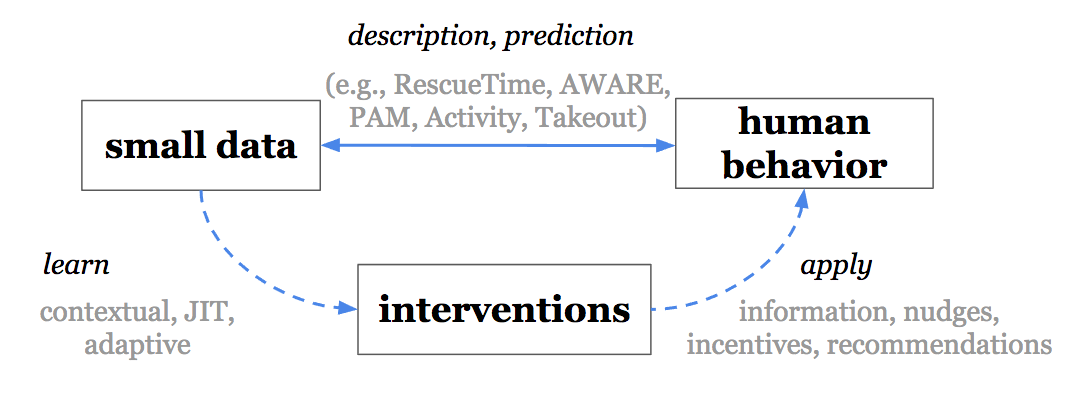 description, prediction
(e.g., RescueTime, AWARE,
PAM, Activity, Takeout)
small data
human
behavior
learn
contextual, JIT,
adaptive
interventions
apply
information, nudges,
incentives, recommendations